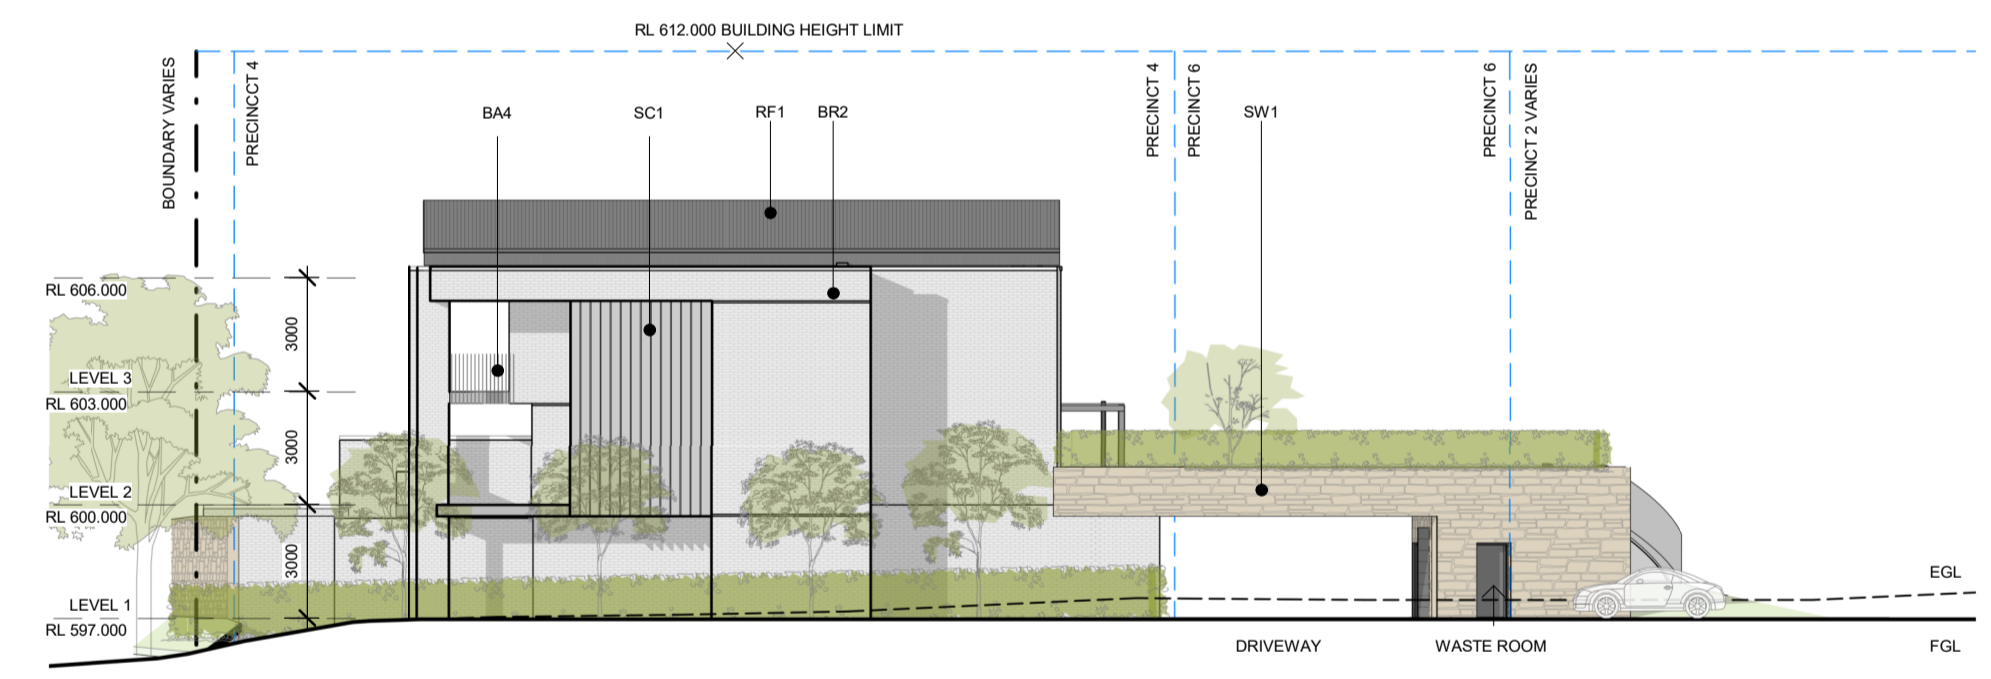 RL 612.000 BUILDING HEIGHT LIMIT
BOUNDARY VARIES
PRECINCCT 4
PRECINCT 4
PRECINCT 6
PRECINCT 6
PRECINCT 2 VARIES
BA4
SC1
RF1
BR2
SW1
RL 606.000
3000
LEVEL 3
RL 603.000
3000
LEVEL 2
RL 600.000
3000
LEVEL 1
RL 597.000
EGL
DRIVEWAY
WASTE ROOM
FGL